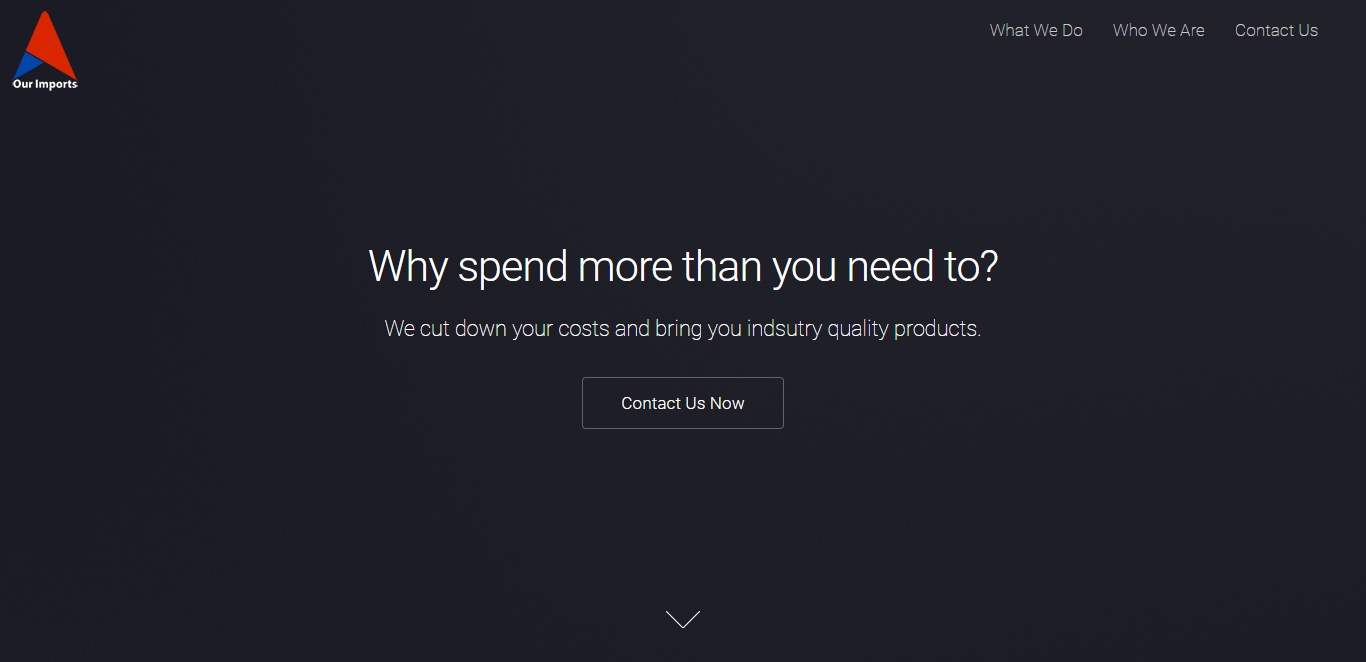 Our Imports
What We Do
Who We Are
Contact Us
Why spend more than you need to?
We cut down your costs and bring you indsutry quality products.
Contact Us Now